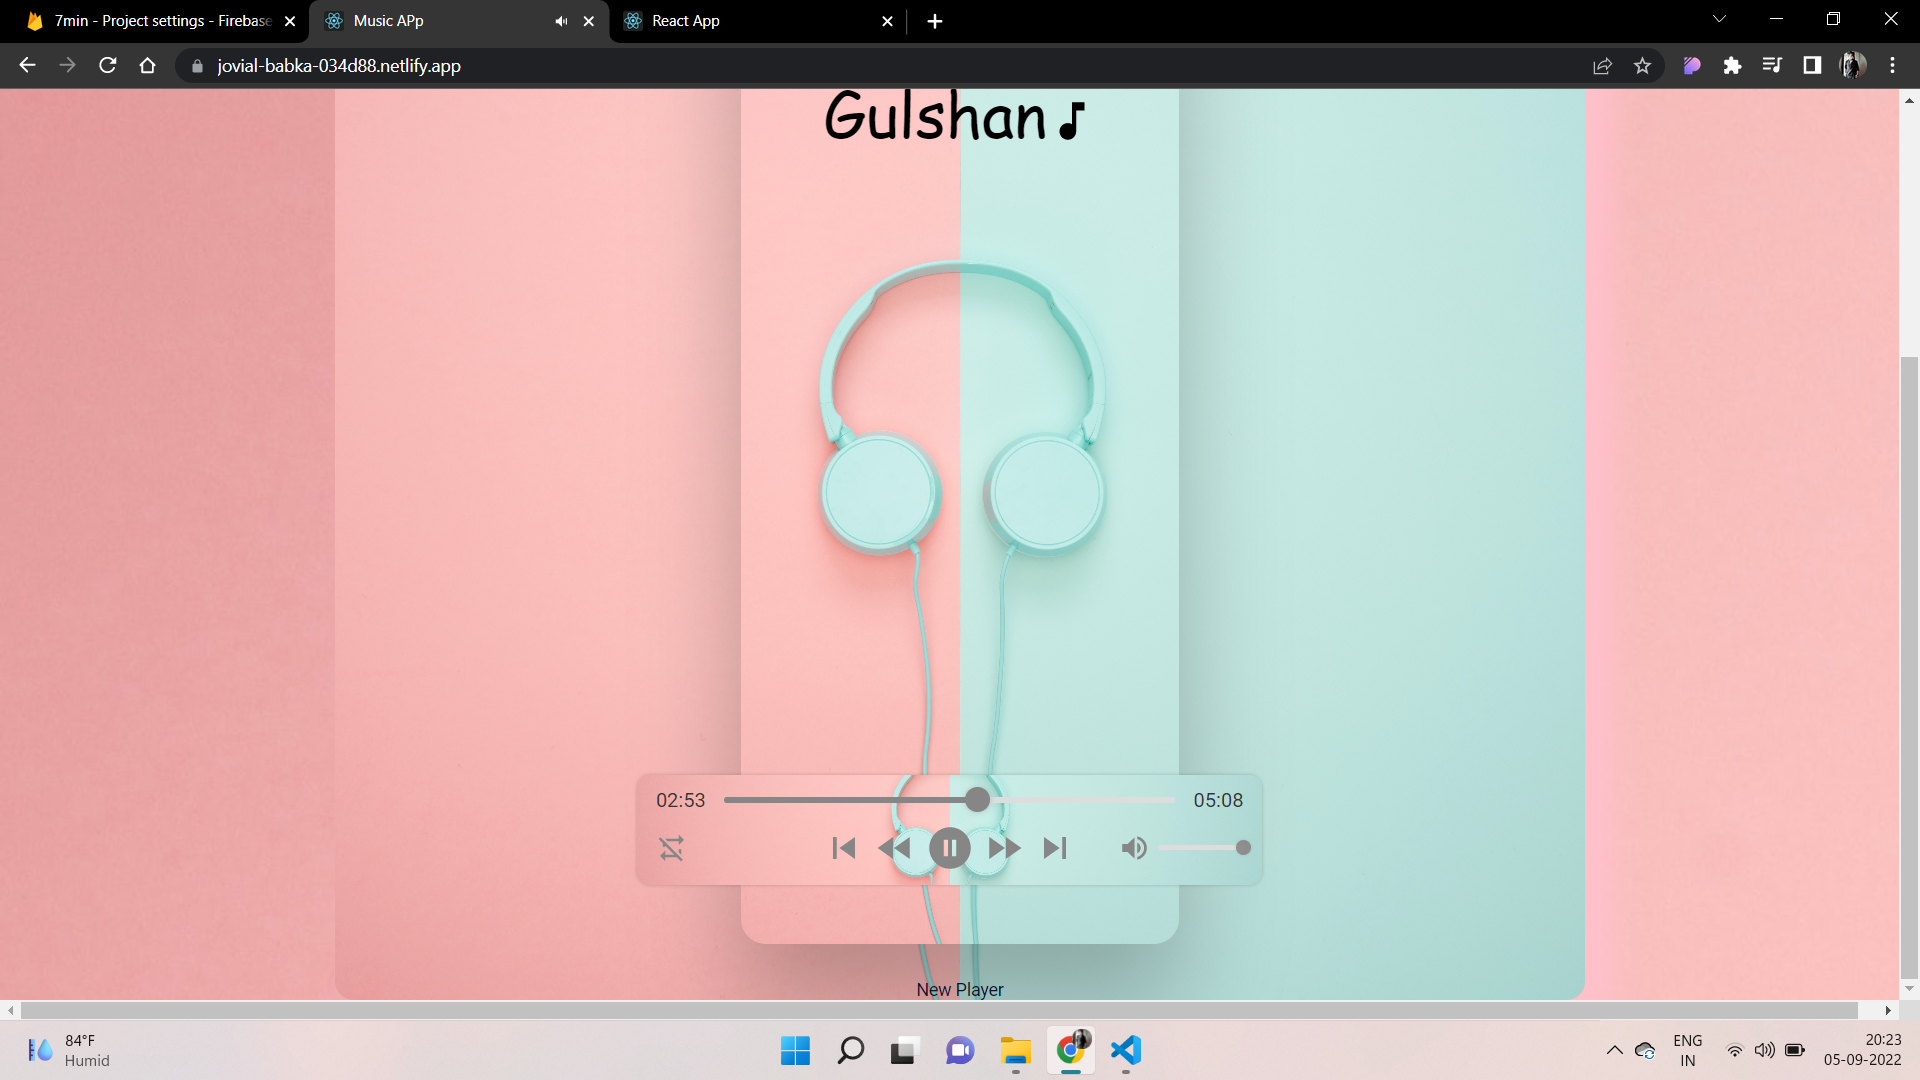 7min - Project settings - Firebase
Music APp
React App
jovial-babka-034d88.netlify.app
Gulshan
02:53
05:08
New Player
84°F
Humid
ENG
IN
20:23
05-09-2022